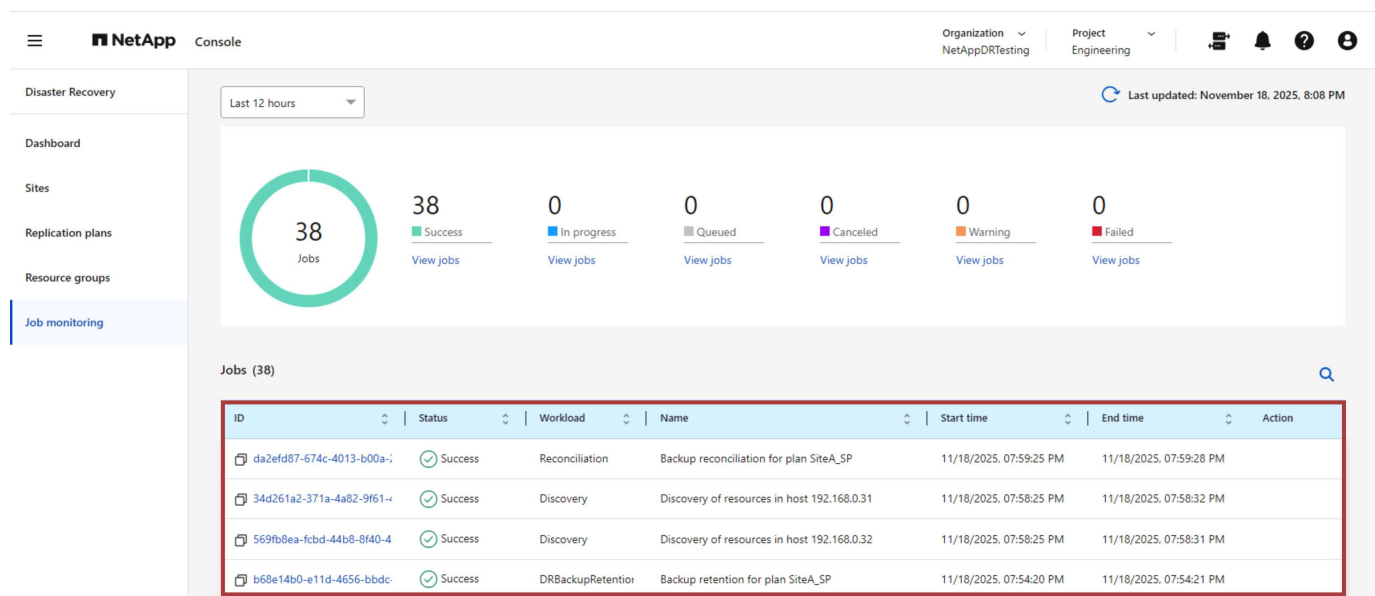 NetApp Console
Organization
NetAppDRTesting
Project
Engineering
Disaster Recovery
Dashboard
Sites
Replication plans
Resource groups
Job monitoring
Last 12 hours
Last updated: November 18, 2025, 8:08 PM
38
Jobs
38
Success
View jobs
0
In progress
View jobs
0
Queued
View jobs
0
Canceled
View jobs
0
Warning
View jobs
0
Failed
View jobs
Jobs (38)
ID Status Workload Name Start time End time Action
da2efd87-674c-4013-b00a- Success Reconciliation Backup reconciliation for plan SiteA_SP 11/18/2025, 07:59:25 PM 11/18/2025, 07:59:28 PM
34d261a2-371a-4a82-9f61- Success Discovery Discovery of resources in host 192.168.0.31 11/18/2025, 07:58:25 PM 11/18/2025, 07:58:32 PM
569fb8ea-fcbd-44b8-8f40-4 Success Discovery Discovery of resources in host 192.168.0.32 11/18/2025, 07:58:25 PM 11/18/2025, 07:58:31 PM
b68e14b0-e11d-4656-bbdc- Success DRBackupRetention Backup retention for plan SiteA_SP 11/18/2025, 07:54:20 PM 11/18/2025, 07:54:21 PM